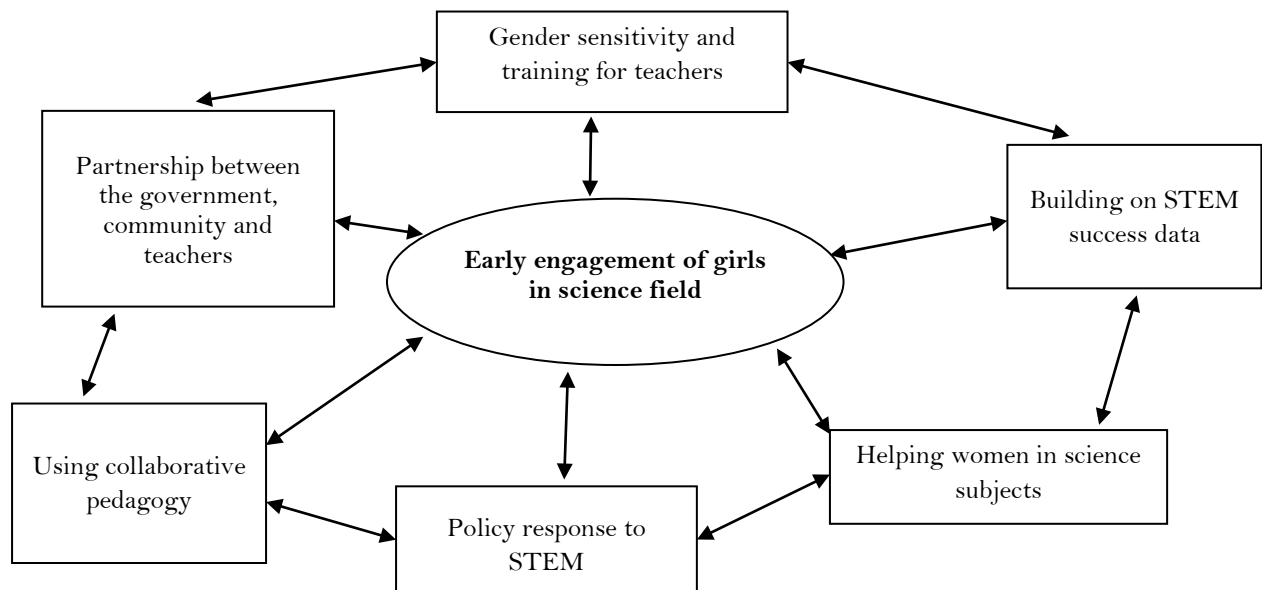 Gender sensitivity and
training for teachers
Partnership between
the government,
community and
teachers
Building on STEM
success data
Early engagement of girls
in science field
Using collaborative
pedagogy
Helping women in science
subjects
Policy response to
STEM